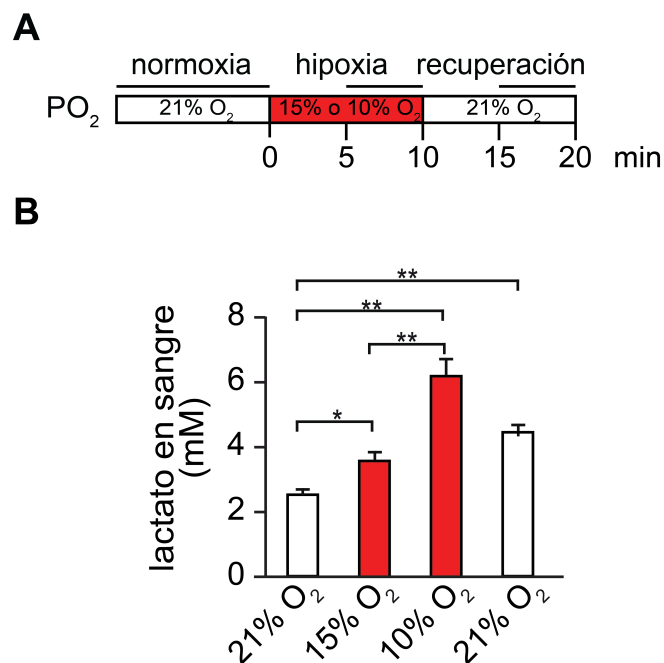 A
normoxia hipoxia recuperación
PO2 21% O2 15% o 10% O2 21% O2
0 5 10 15 20 min
B
**
**
**
*
lactato en sangre
(mM)
8
6
4
2
0
21% O2 15% O2 10% O2 21% O2